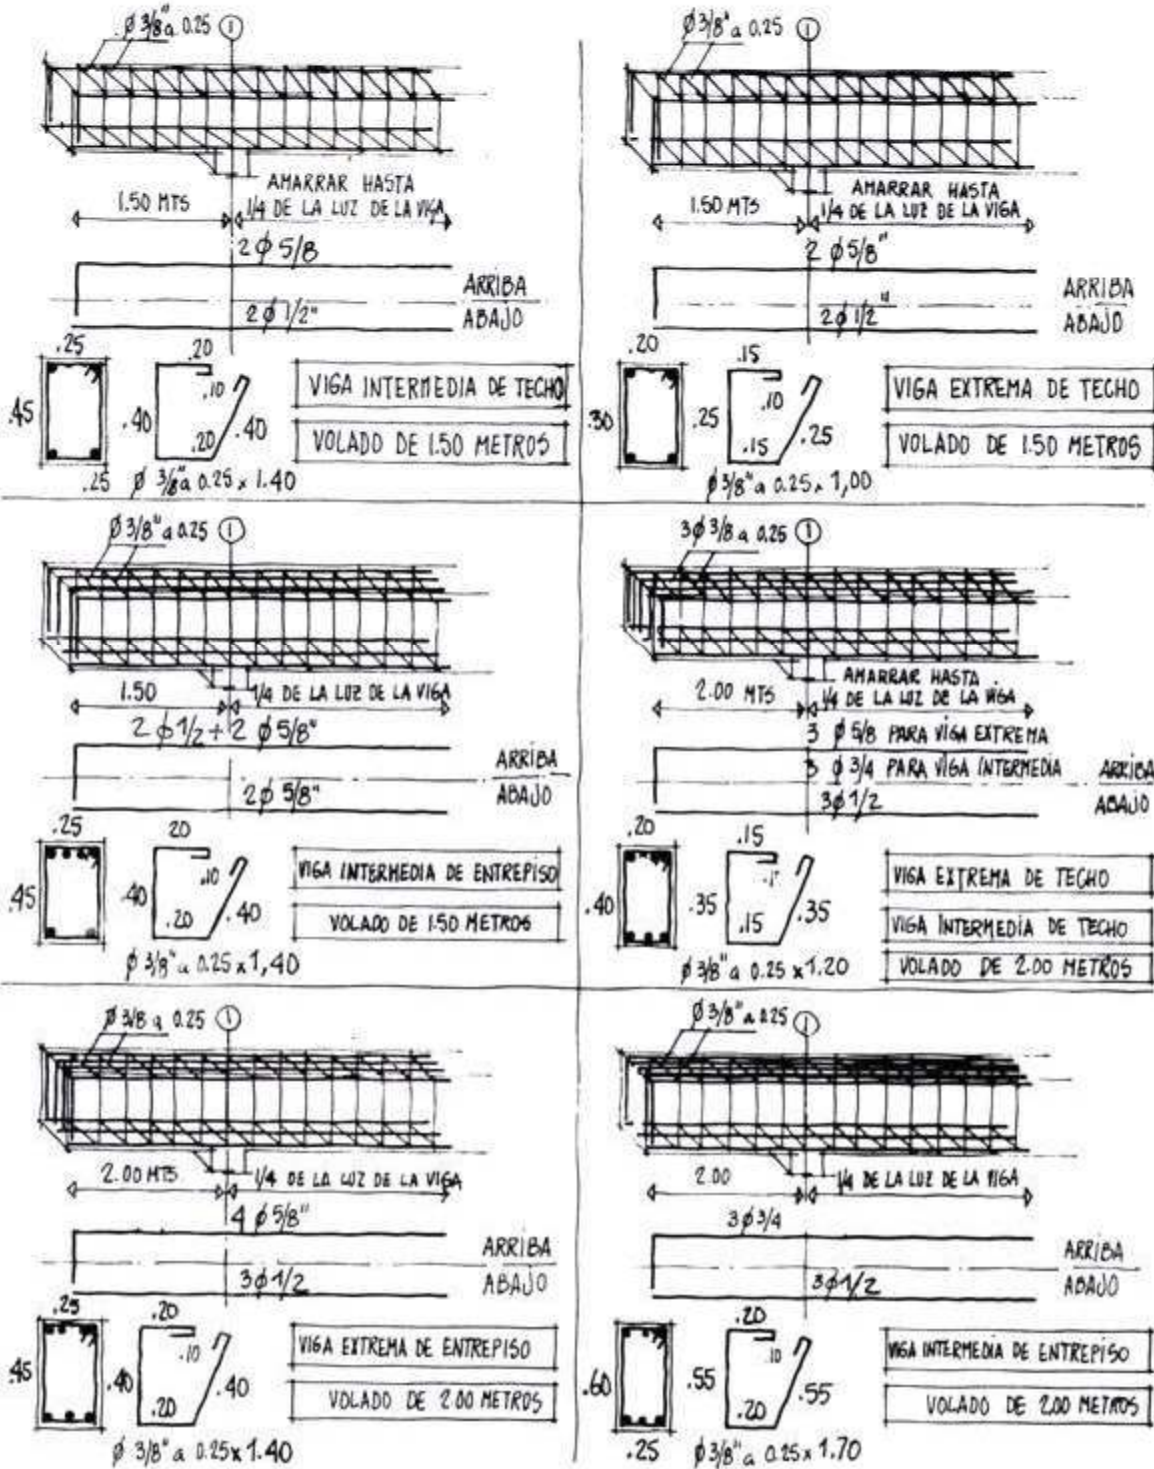 Ø 3/8" a 0.25 1
1.50 MTS
AMARRAR HASTA
1/4 DE LA LUZ DE LA VIGA
2 Ø 5/8
ARRIBA
2 Ø 1/2"
ABAJO
.25
.45
.25
.20
.10
.40
.20
.40
Ø 3/8" a 0.25 x 1.40
VIGA INTERMEDIA DE TECHO
VOLADO DE 1.50 METROS
Ø 3/8" a 0.25 1
1.50 MTS
AMARRAR HASTA
1/4 DE LA LUZ DE LA VIGA
2 Ø 5/8"
ARRIBA
2 Ø 1/2"
ABAJO
.20
.30
.15
.10
.25
.15
.25
Ø 3/8" a 0.25 x 1,00
VIGA EXTREMA DE TECHO
VOLADO DE 1.50 METROS
Ø 3/8" a 0.25 1
1.50
1/4 DE LA LUZ DE LA VIGA
2 Ø 1/2 + 2 Ø 5/8"
ARRIBA
2 Ø 5/8"
ABAJO
.25
.45
20
.10
.40
.20
.40
Ø 3/8" a 0.25 x 1,40
VIGA INTERMEDIA DE ENTREPISO
VOLADO DE 1.50 METROS
3 Ø 3/8 a 0.25 1
2.00 MTS
AMARRAR HASTA
1/4 DE LA LUZ DE LA VIGA
3 Ø 5/8 PARA VIGA EXTREMA
3 Ø 3/4 PARA VIGA INTERMEDIA
ARRIBA
3 Ø 1/2
ABAJO
.20
.40
.15
.35
.15
.35
Ø 3/8" a 0.25 x 1.20
VIGA EXTREMA DE TECHO
VIGA INTERMEDIA DE TECHO
VOLADO DE 2.00 METROS
Ø 3/8 a 0.25 1
2.00 MTS
1/4 DE LA LUZ DE LA VIGA
4 Ø 5/8"
ARRIBA
3 Ø 1/2
ABAJO
.25
.45
.20
.10
.40
.20
.40
Ø 3/8" a 0.25 x 1.40
VIGA EXTREMA DE ENTREPISO
VOLADO DE 2.00 METROS
Ø 3/8" a 0.25 1
2.00
1/4 DE LA LUZ DE LA VIGA
3 Ø 3/4
ARRIBA
3 Ø 1/2
ABAJO
.60
.25
.20
.10
.55
.20
.55
Ø 3/8" a 0.25 x 1.70
VIGA INTERMEDIA DE ENTREPISO
VOLADO DE 2.00 METROS